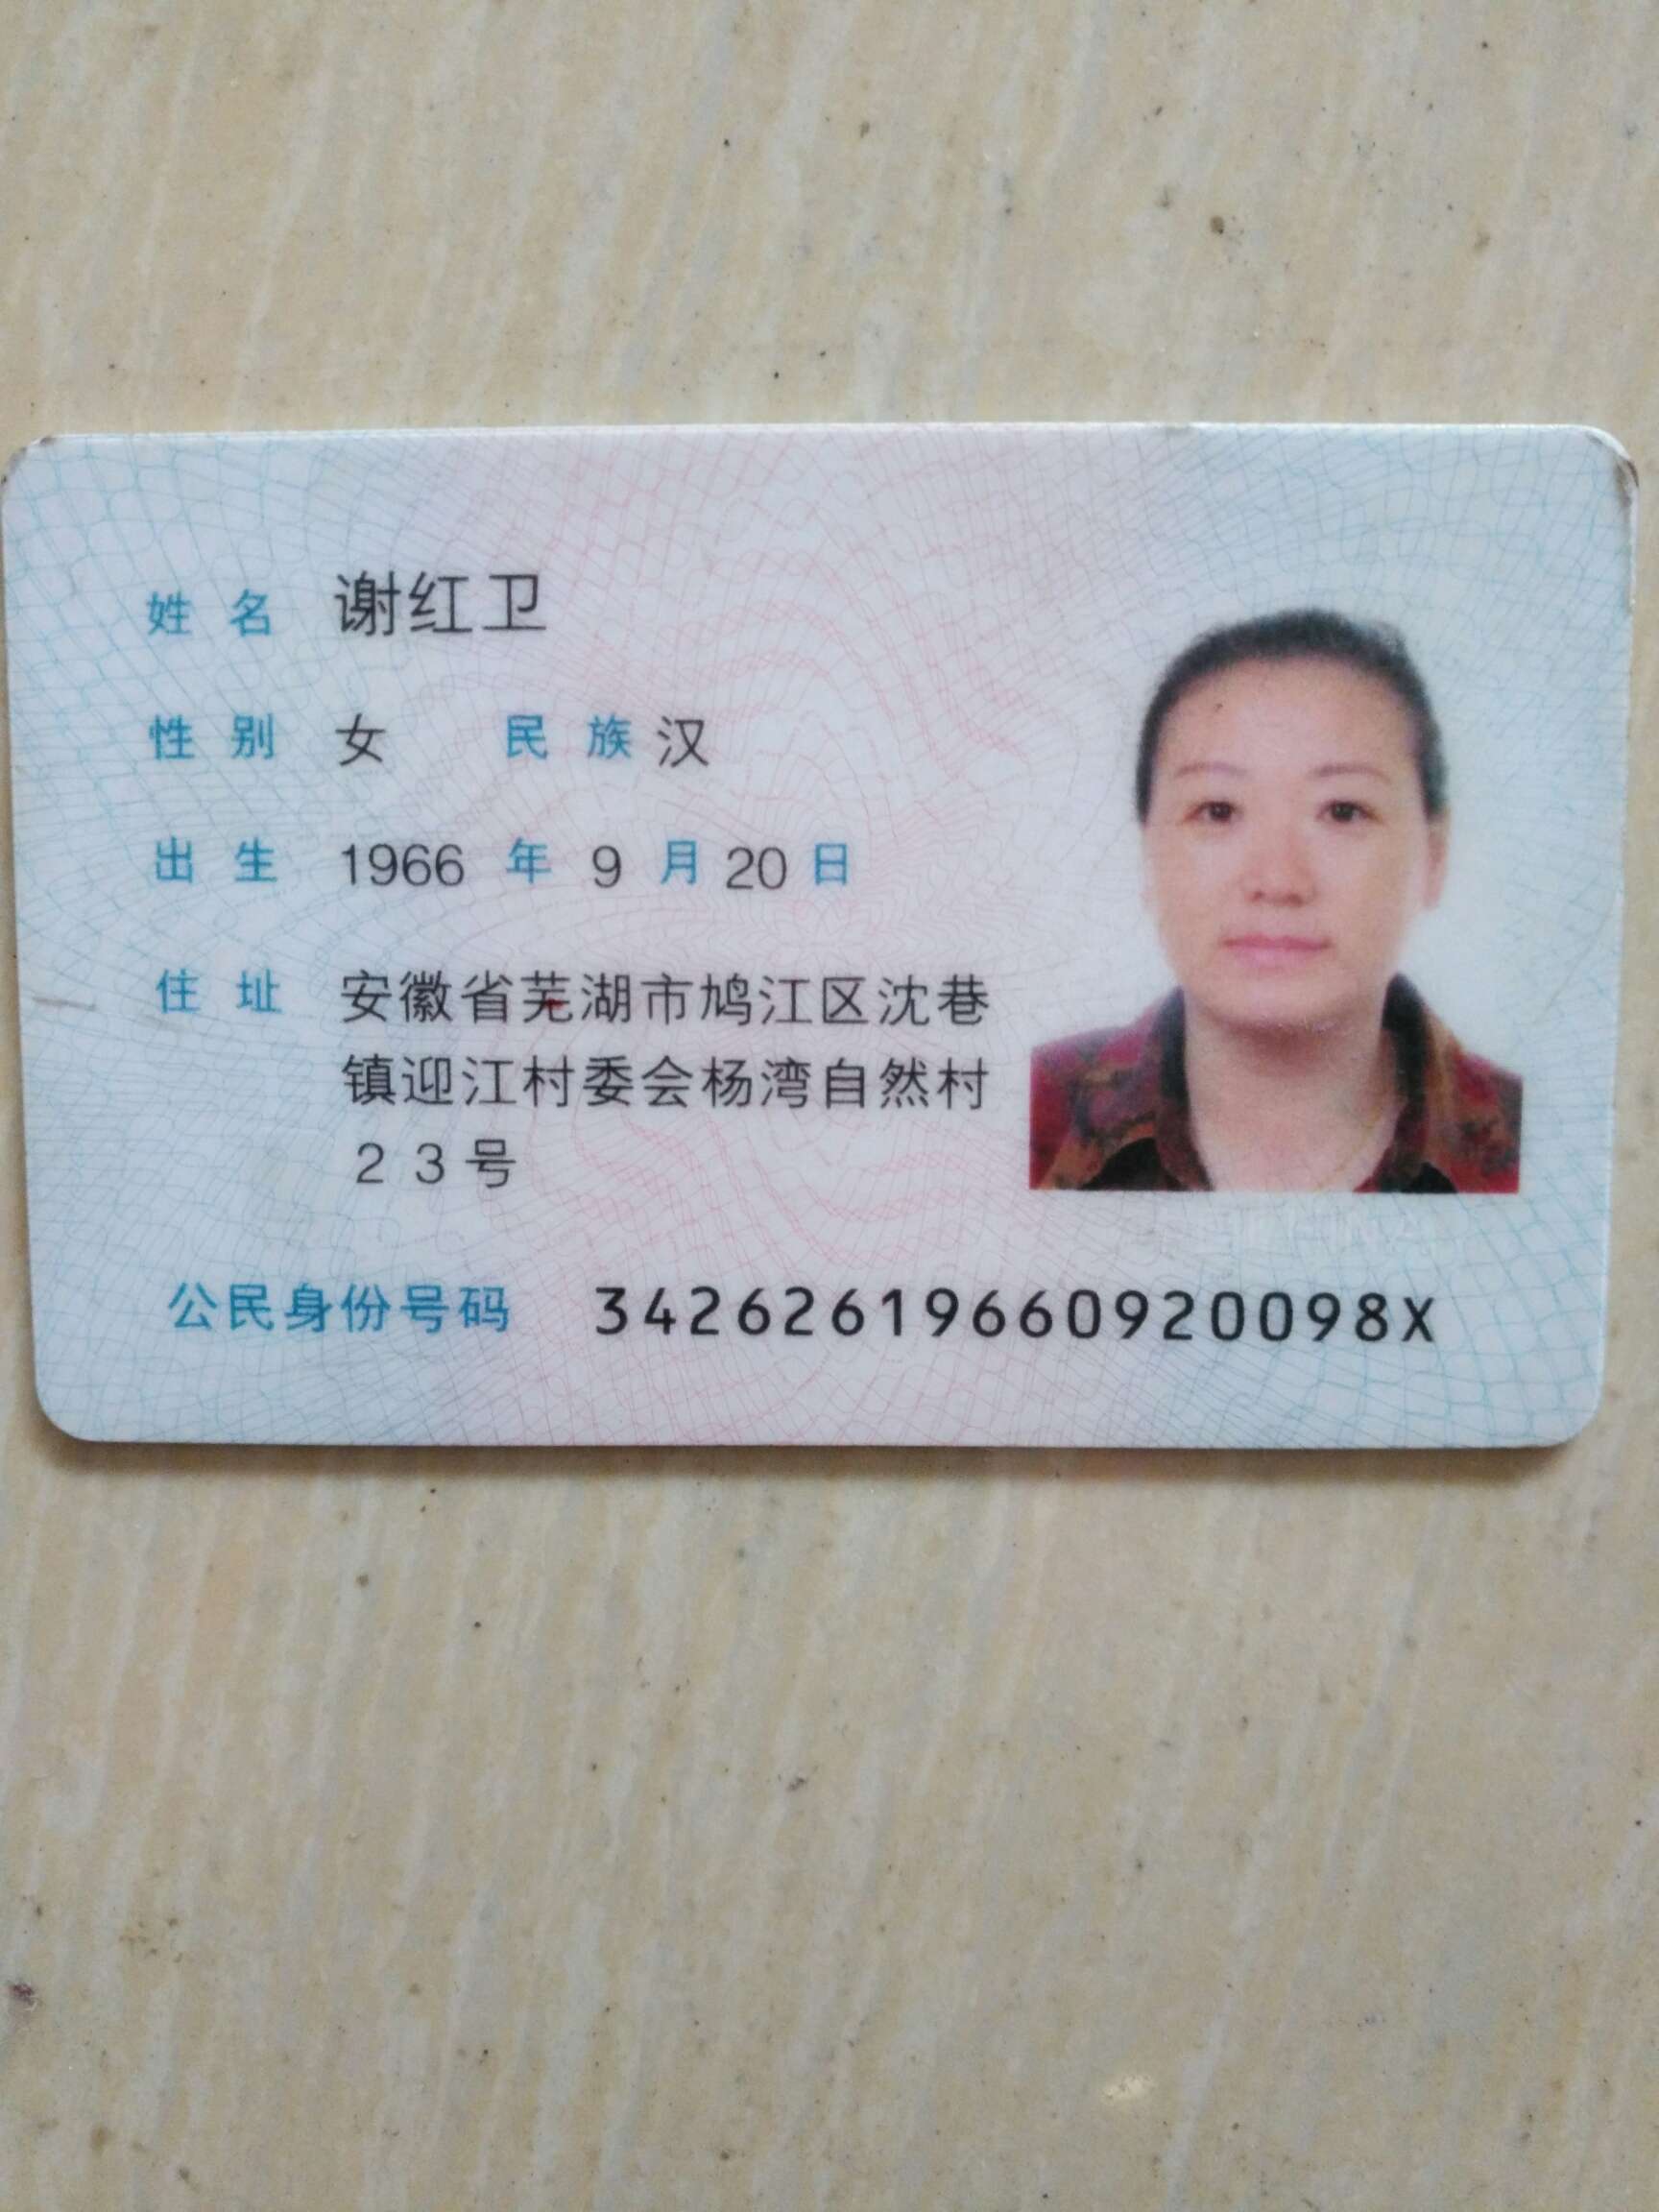 姓名 谢红卫
性别 女 民族 汉
出生 1966 年 9 月 20 日
住址 安徽省芜湖市鸠江区沈巷
镇迎江村委会杨湾自然村
23号
公民身份号码 34262619660920098X